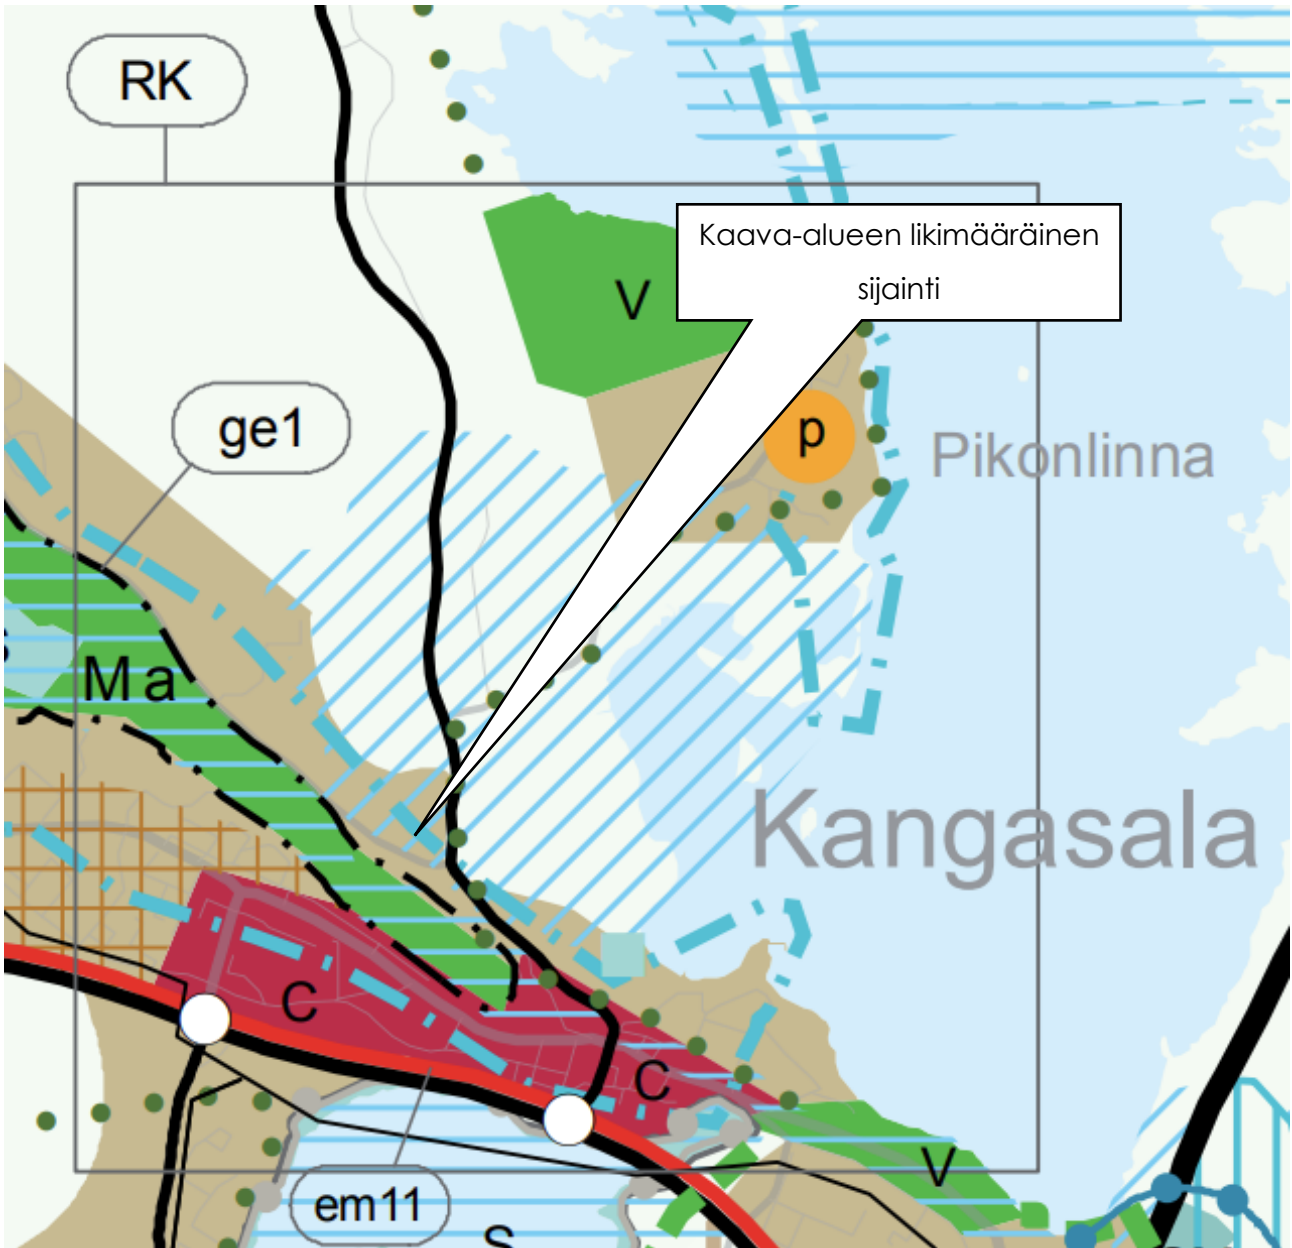 RK
Kaava-alueen likimääräinen
sijainti
V
ge1
p
Pikonlinna
Ma
Kangasala
C
C
V
em11
S